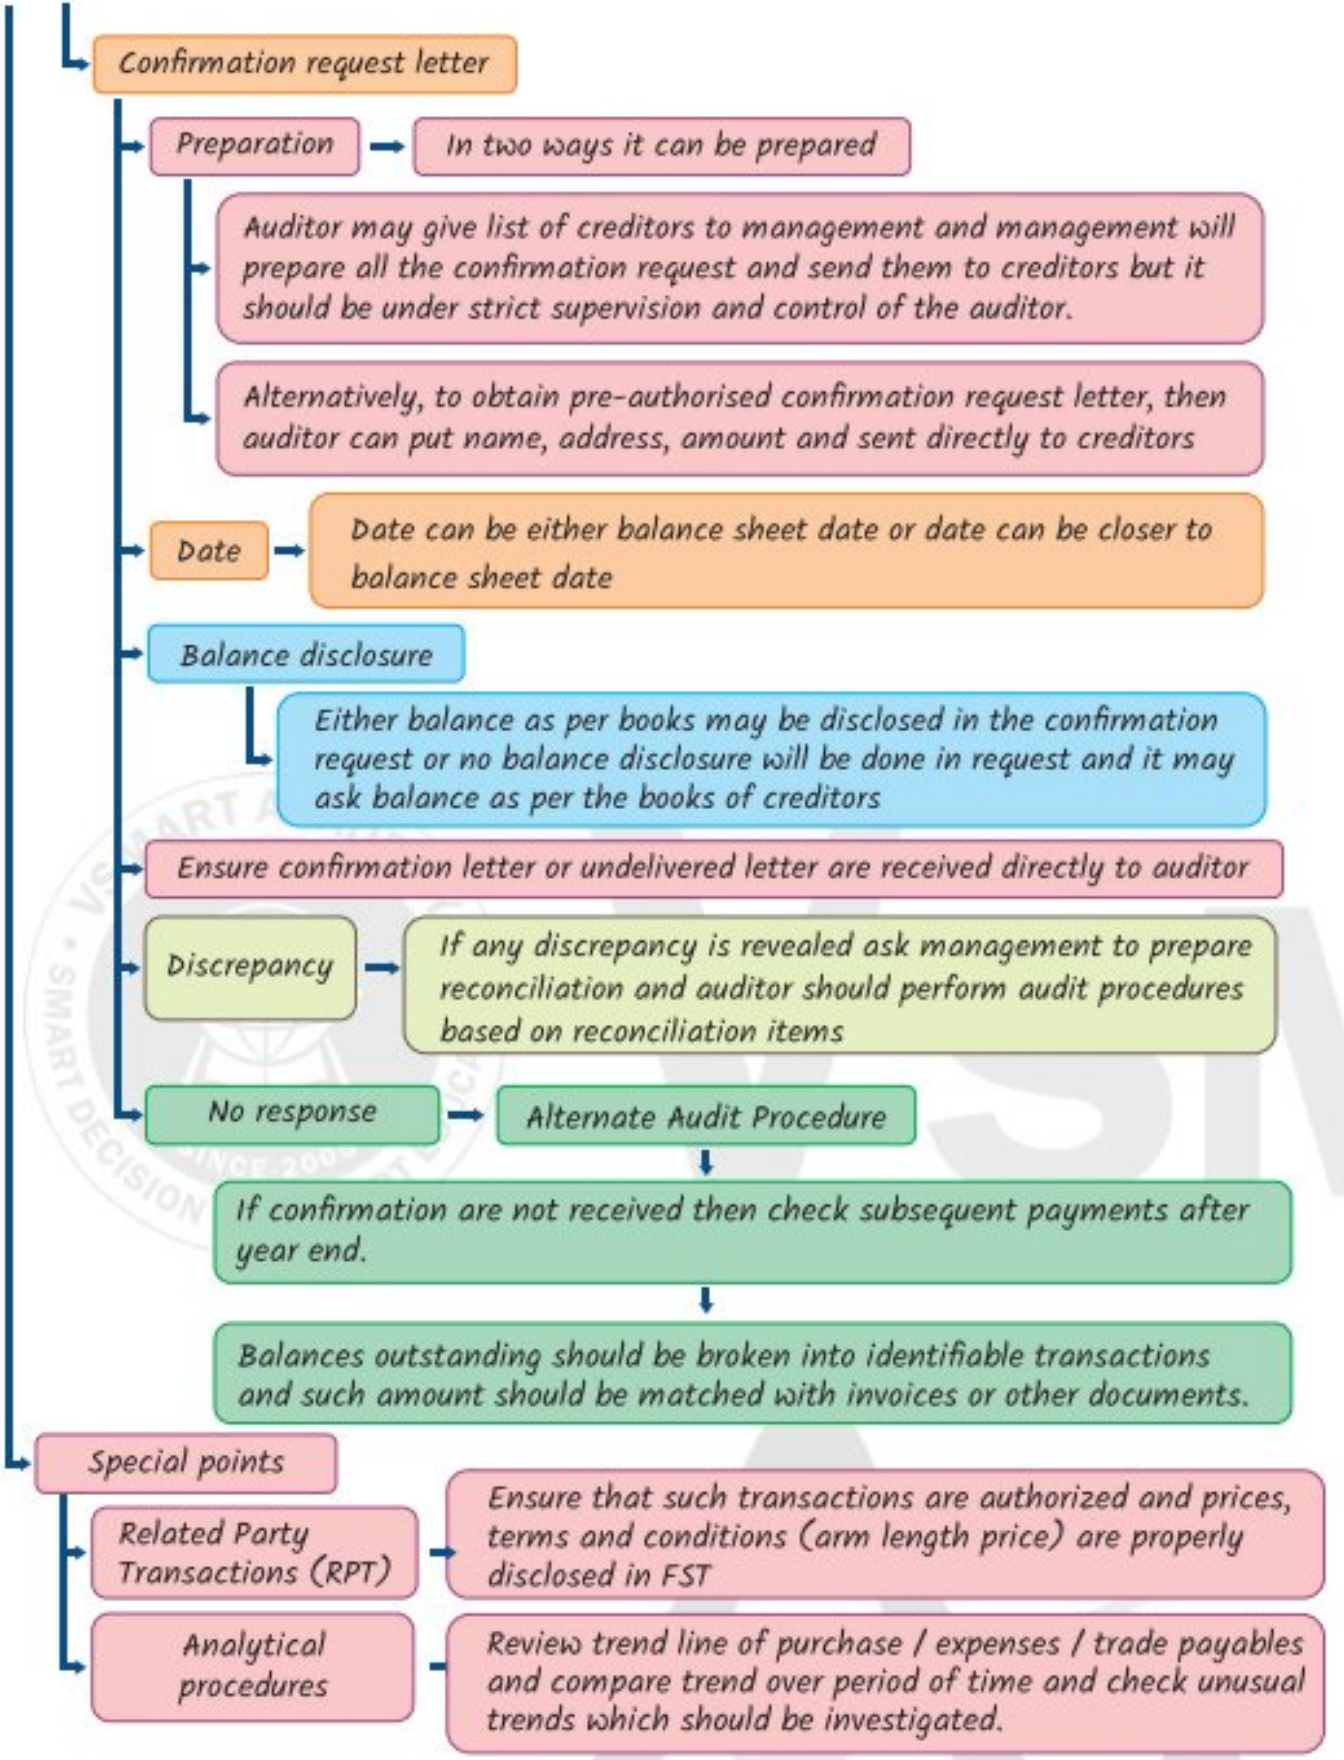 Confirmation request letter
Preparation
In two ways it can be prepared
Auditor may give list of creditors to management and management will
prepare all the confirmation request and send them to creditors but it
should be under strict supervision and control of the auditor.
Alternatively, to obtain pre-authorised confirmation request letter, then
auditor can put name, address, amount and sent directly to creditors
Date
Date can be either balance sheet date or date can be closer to
balance sheet date
Balance disclosure
Either balance as per books may be disclosed in the confirmation
request or no balance disclosure will be done in request and it may
ask balance as per the books of creditors
Ensure confirmation letter or undelivered letter are received directly to auditor
Discrepancy
If any discrepancy is revealed ask management to prepare
reconciliation and auditor should perform audit procedures
based on reconciliation items
No response
Alternate Audit Procedure
If confirmation are not received then check subsequent payments after
year end.
Balances outstanding should be broken into identifiable transactions
and such amount should be matched with invoices or other documents.
Special points
Related Party
Transactions (RPT)
Ensure that such transactions are authorized and prices,
terms and conditions (arm length price) are properly
disclosed in FST
Analytical
procedures
Review trend line of purchase / expenses / trade payables
and compare trend over period of time and check unusual
trends which should be investigated.
SMART DECISION